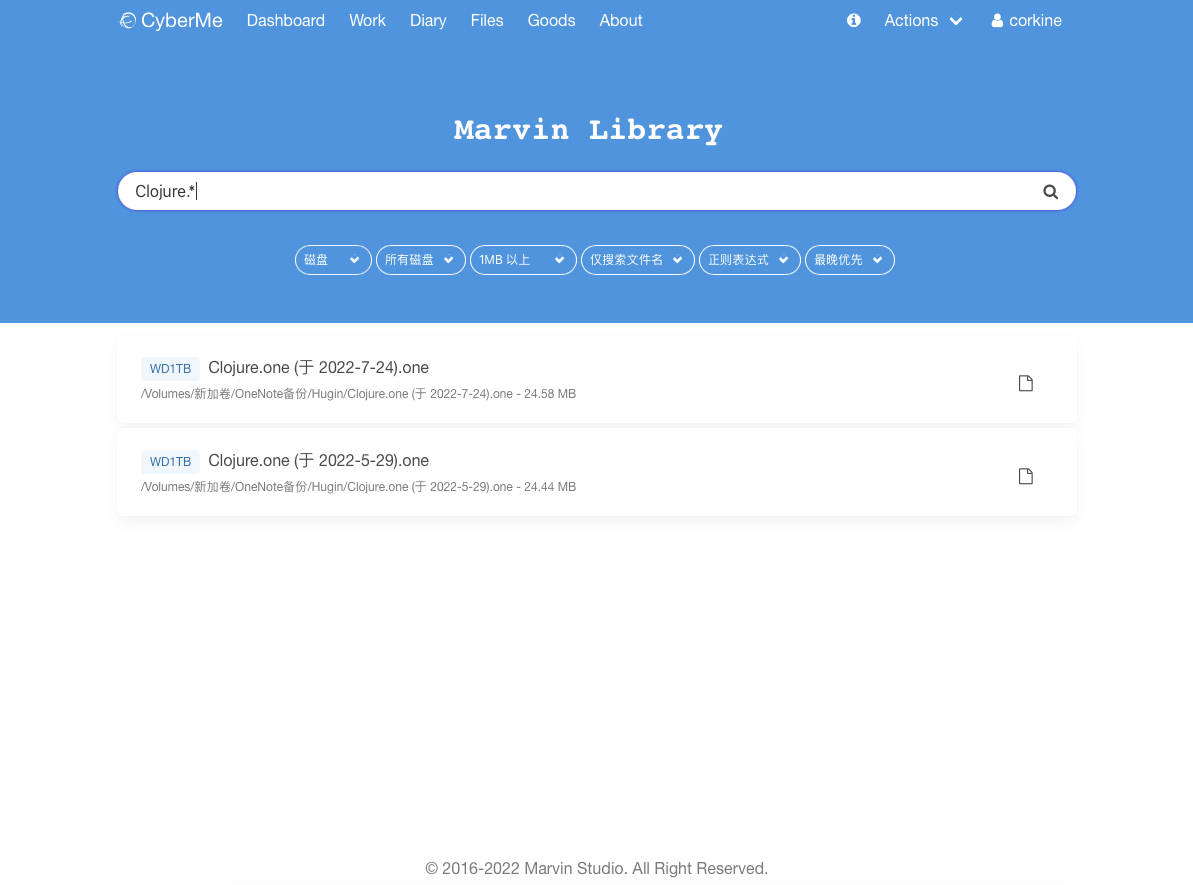 CyberMe Dashboard Work Diary Files Goods About Actions corkine
Marvin Library
Clojure.*
磁盘 所有磁盘 1MB 以上 仅搜索文件名 正则表达式 最晚优先
WD1TB Clojure.one (于 2022-7-24).one
/Volumes/新加卷/OneNote备份/Hugin/Clojure.one (于 2022-7-24).one - 24.58 MB
WD1TB Clojure.one (于 2022-5-29).one
/Volumes/新加卷/OneNote备份/Hugin/Clojure.one (于 2022-5-29).one - 24.44 MB
© 2016-2022 Marvin Studio. All Right Reserved.